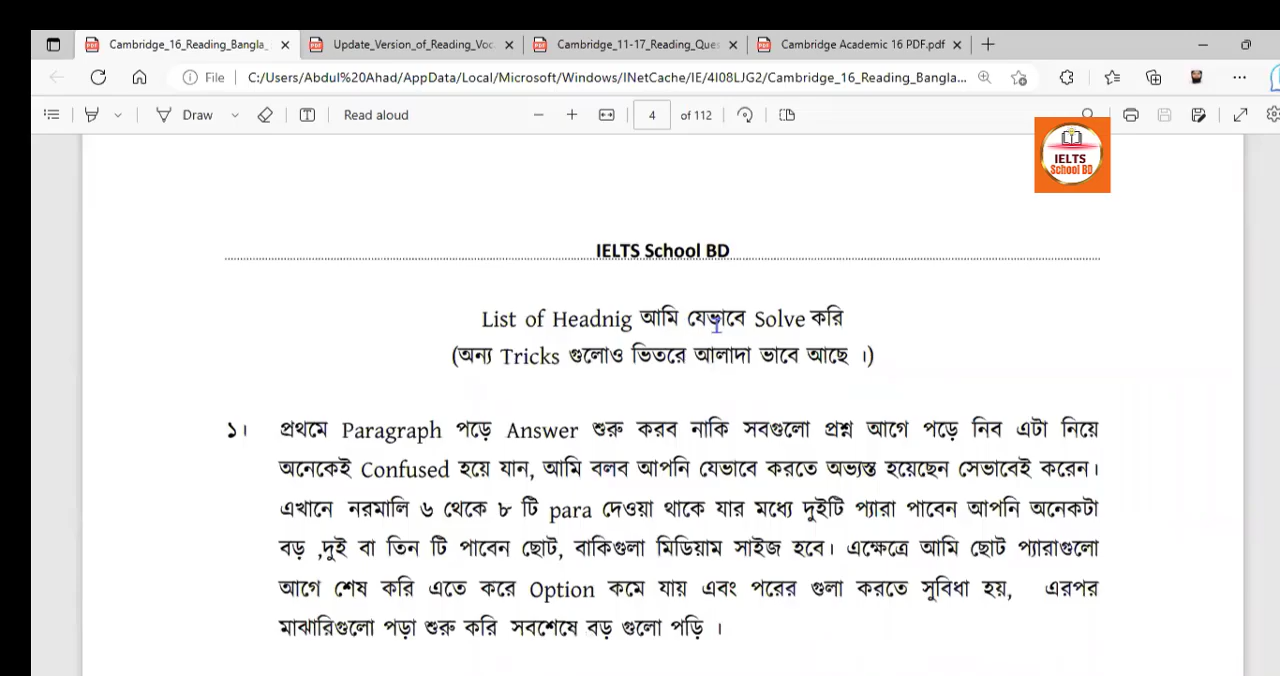 Cambridge_16_Reading_Bangla_
Update_Version_of_Reading_Voc
Cambridge_11-17_Reading_Ques
Cambridge Academic 16 PDF.pdf
File C:/Users/Abdul%20Ahad/AppData/Local/Microsoft/Windows/INetCache/IE/4I08LJG2/Cambridge_16_Reading_Bangla...
Draw Read aloud 4 of 112
IELTS
School BD
IELTS School BD
List of Headnig আমি যেভাবে Solve করি
(অন্য Tricks গুলোও ভিতরে আলাদা ভাবে আছে ।)
১। প্রথমে Paragraph পড়ে Answer শুরু করব নাকি সবগুলো প্রশ্ন আগে পড়ে নিব এটা নিয়ে
অনেকেই Confused হয়ে যান, আমি বলব আপনি যেভাবে করতে অভ্যস্ত হয়েছেন সেভাবেই করেন।
এখানে নরমালি ৬ থেকে ৮ টি para দেওয়া থাকে যার মধ্যে দুইটি প্যারা পাবেন আপনি অনেকটা
বড় ,দুই বা তিন টি পাবেন ছোট, বাকিগুলা মিডিয়াম সাইজ হবে। এক্ষেত্রে আমি ছোট প্যারাগুলো
আগে শেষ করি এতে করে Option কমে যায় এবং পরের গুলা করতে সুবিধা হয়, এরপর
মাঝারিগুলো পড়া শুরু করি সবশেষে বড় গুলো পড়ি ।